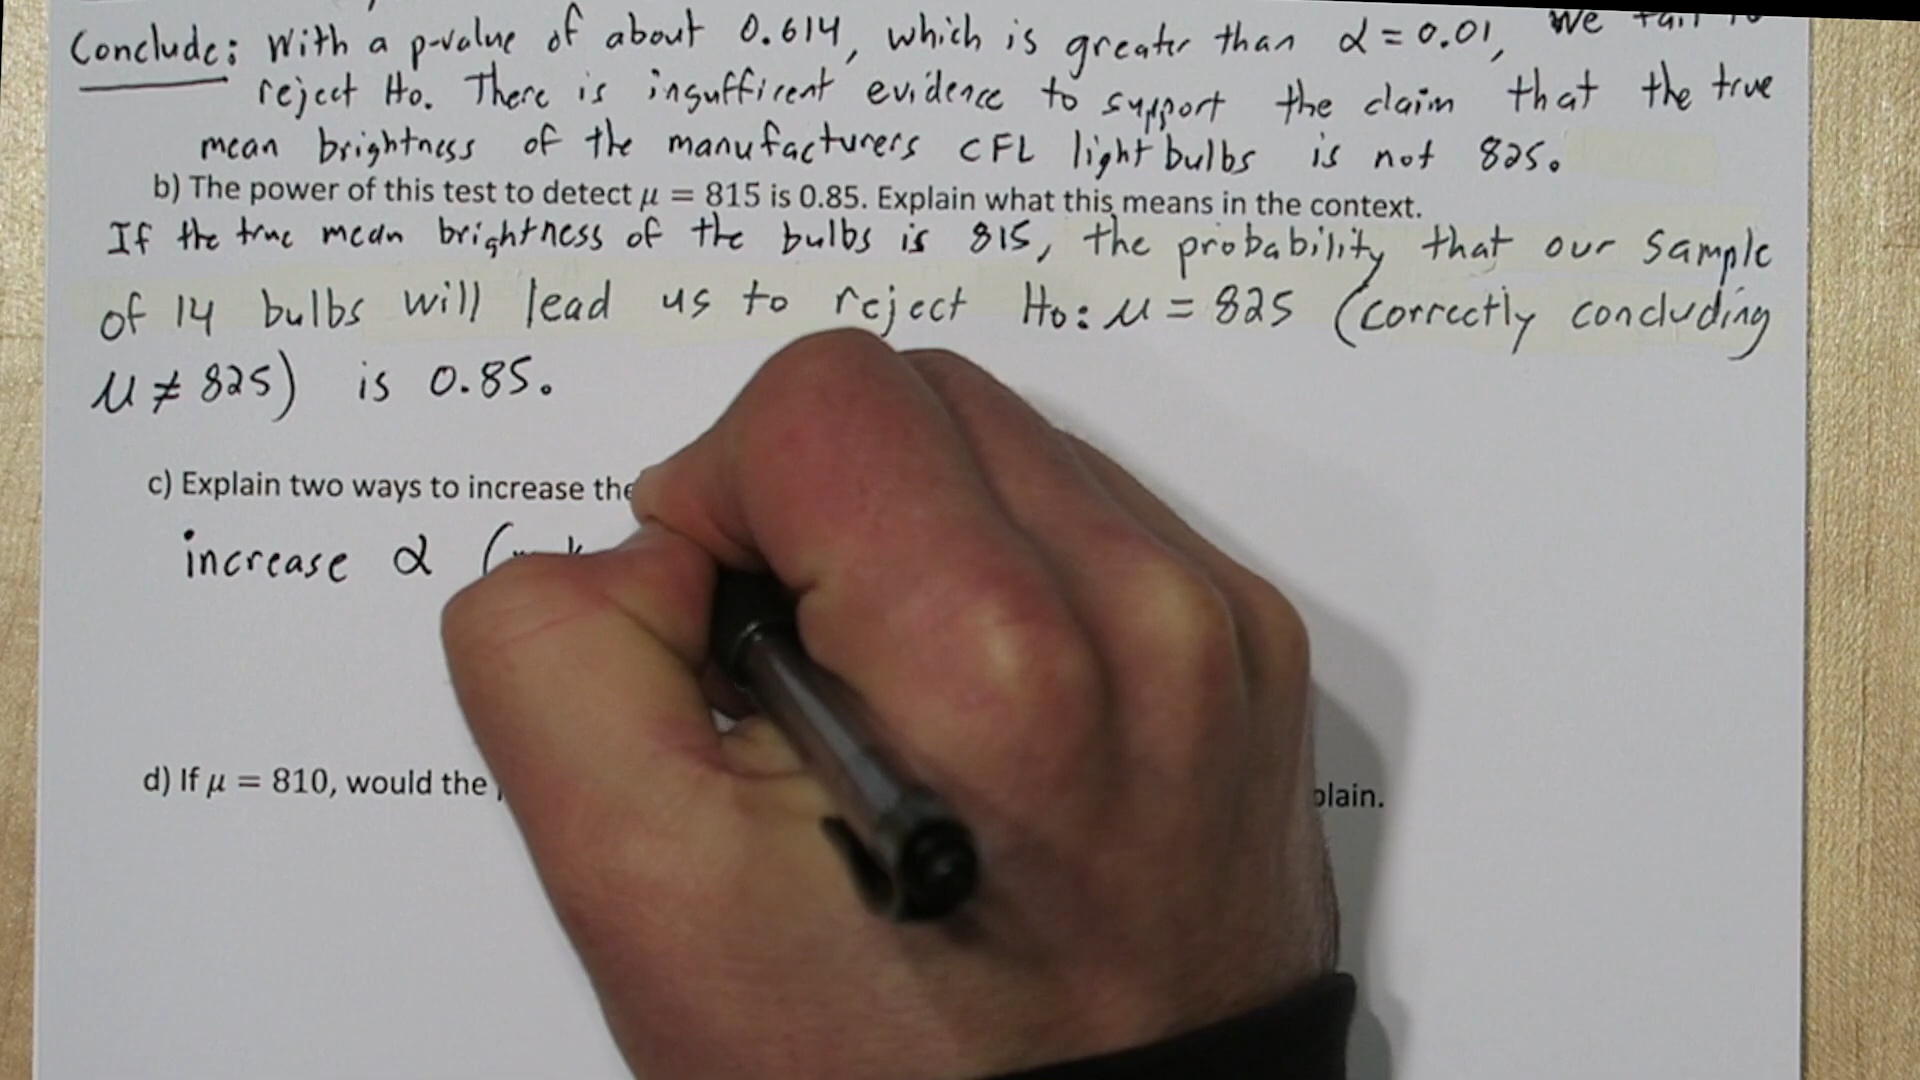 Conclude: With a p-value of about 0.614, which is greater than α = 0.01, We fail to
reject Ho. There is insufficient evidence to support the claim that the true
mean brightness of the manufacturers CFL light bulbs is not 825.
b) The power of this test to detect μ = 815 is 0.85. Explain what this means in the context.
If the true mean brightness of the bulbs is 815, the probability that our sample
of 14 bulbs will lead us to reject Ho: μ = 825 (correctly concluding
μ ≠ 825) is 0.85.
c) Explain two ways to increase the
increase α (
d) If μ = 810, would the plain.